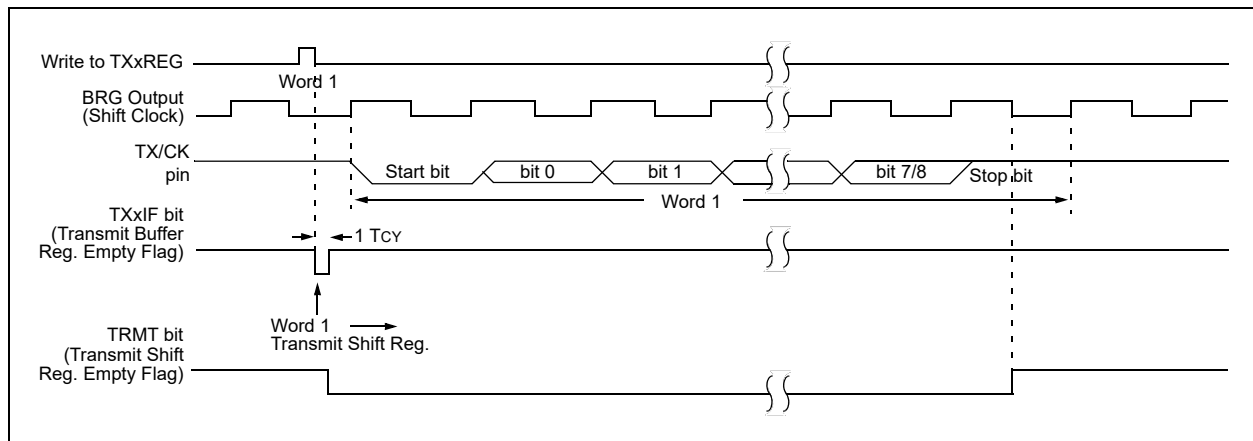 Write to TXxREG
Word 1
BRG Output
(Shift Clock)
TX/CK
pin
Start bit
bit 0
bit 1
bit 7/8
Stop bit
Word 1
TXxIF bit
(Transmit Buffer
Reg. Empty Flag)
1 TCY
Word 1
Transmit Shift Reg.
TRMT bit
(Transmit Shift
Reg. Empty Flag)